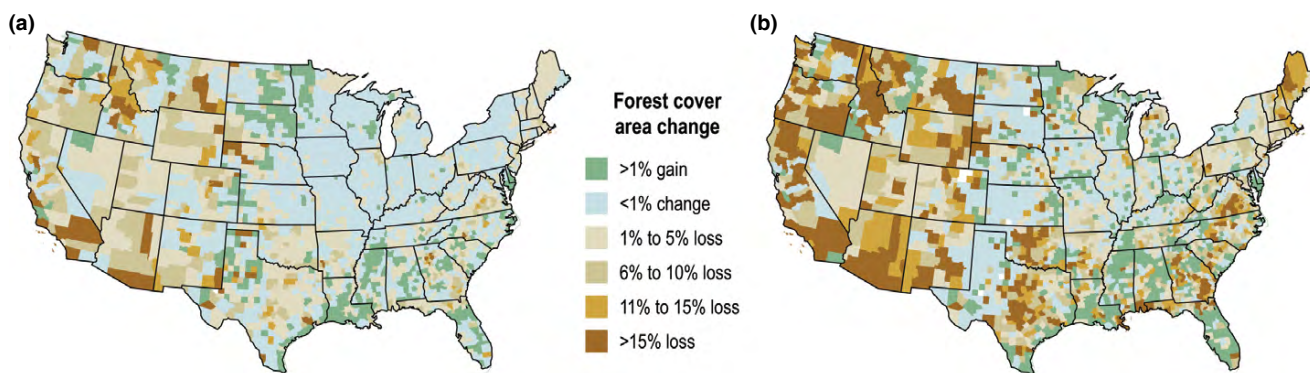 (a)
(b)
Forest cover
area change
>1% gain
<1% change
1% to 5% loss
6% to 10% loss
11% to 15% loss
>15% loss